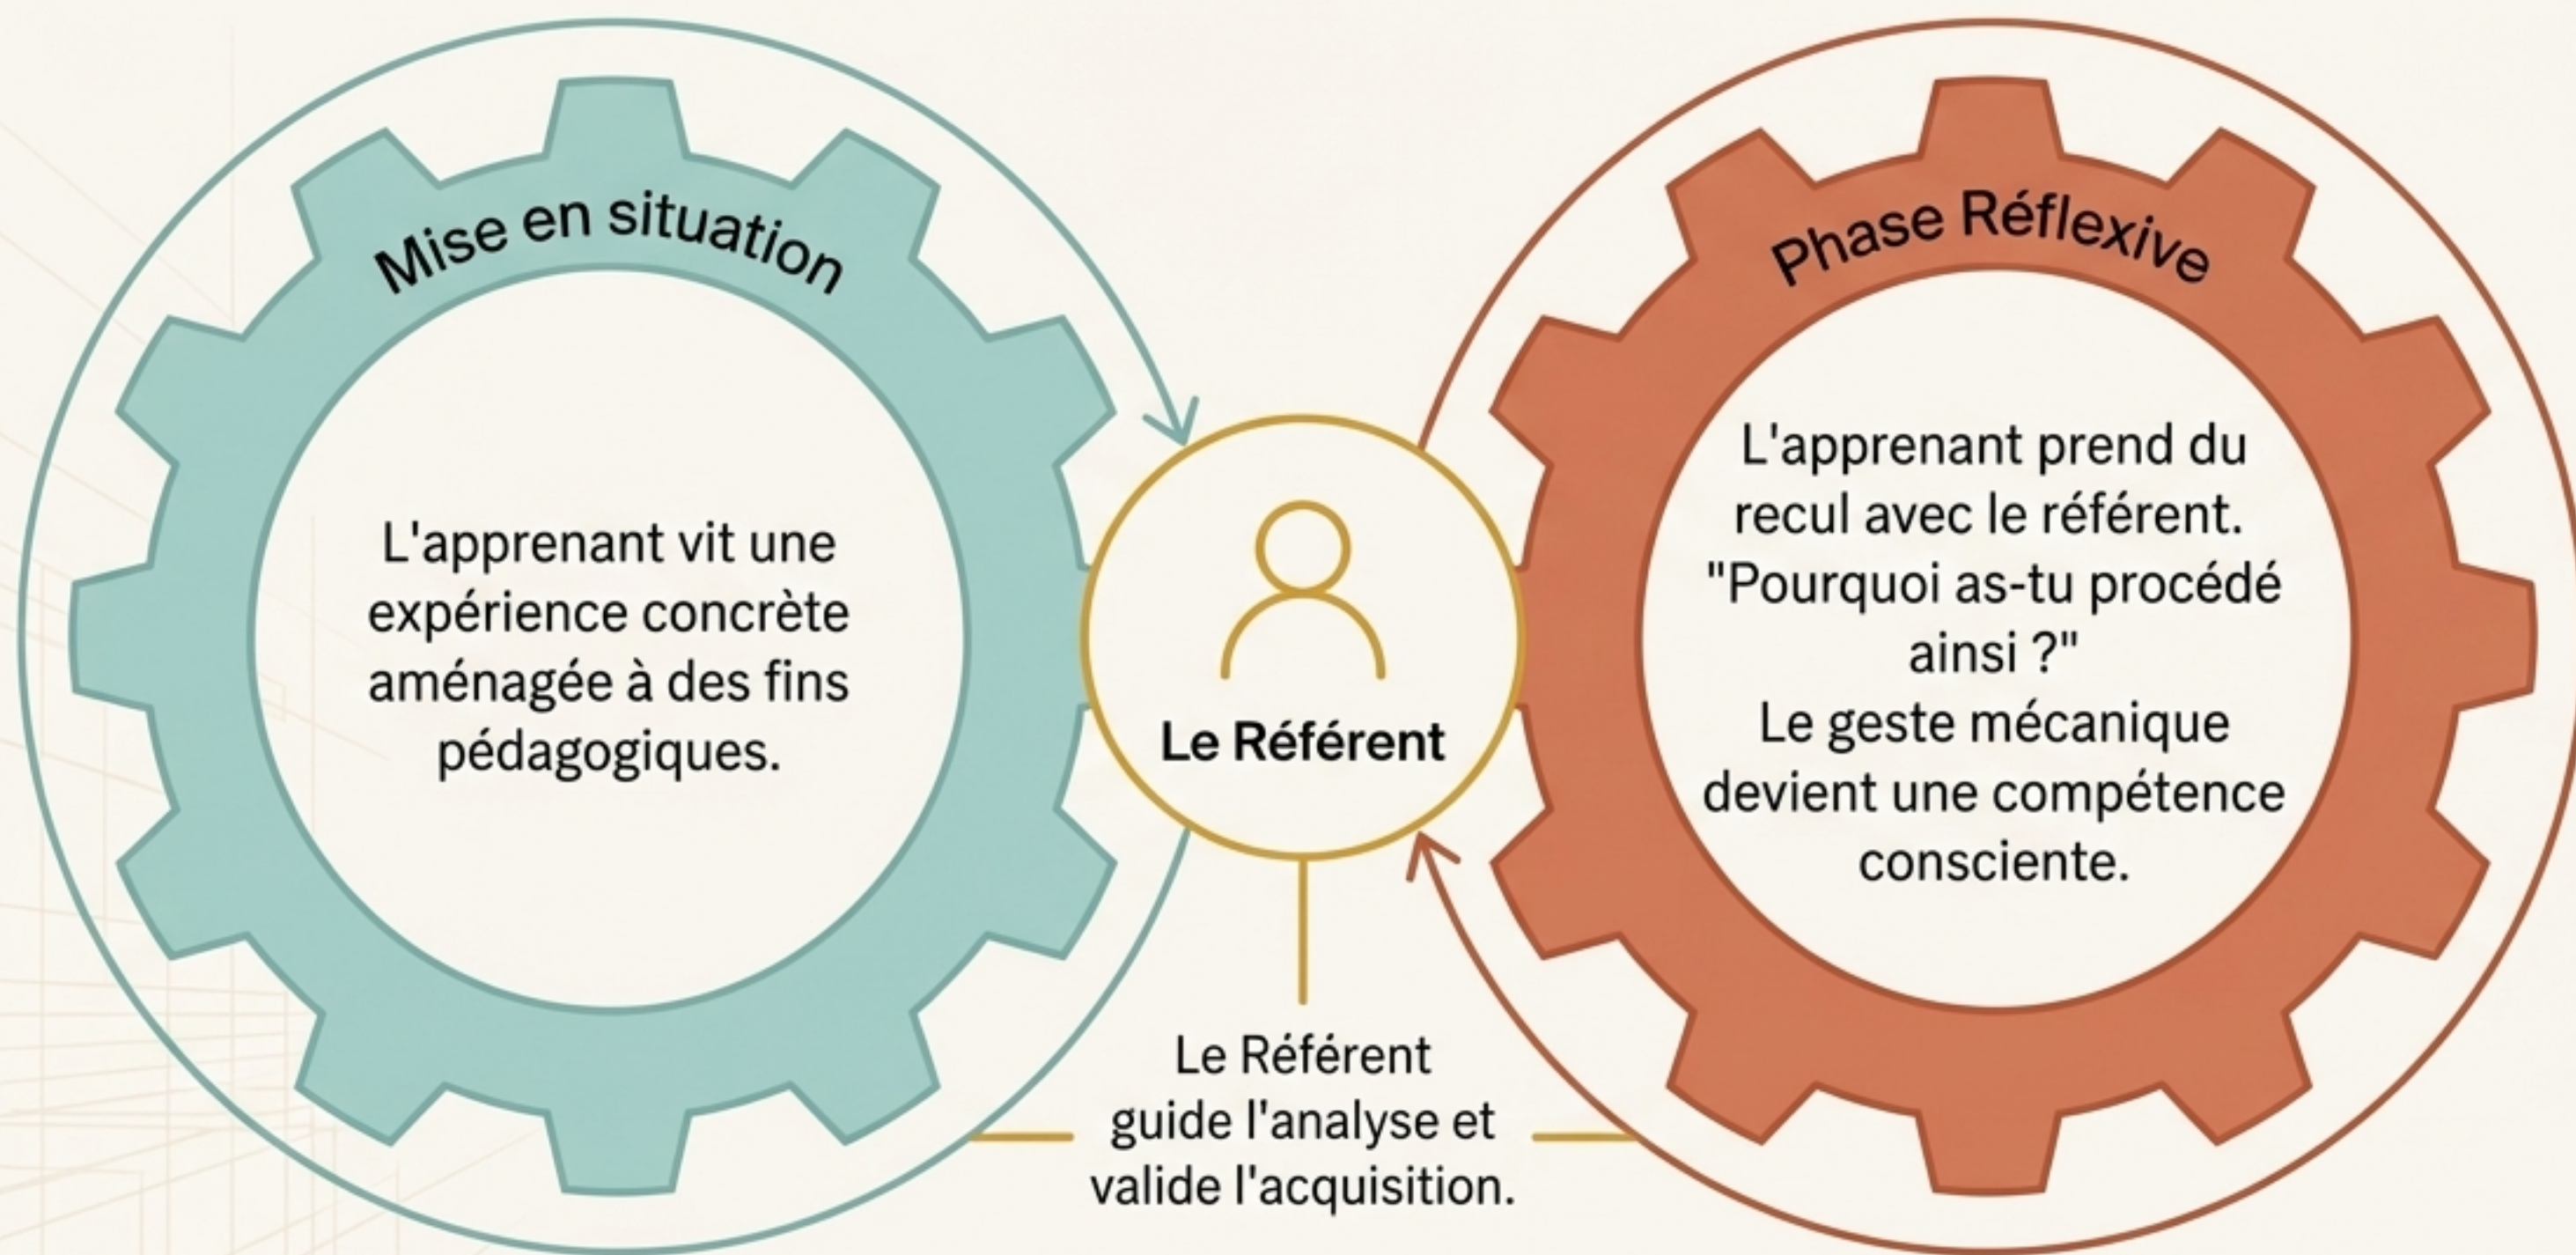 Mise en situation
L'apprenant vit une
expérience concrète
aménagée à des fins
pédagogiques.
Le Référent
Le Référent
guide l'analyse et
valide l'acquisition.
Phase Réflexive
L'apprenant prend du
recul avec le référent.
"Pourquoi as-tu procédé
ainsi ?"
Le geste mécanique
devient une compétence
consciente.